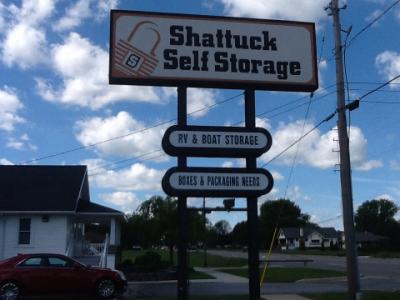 Shattuck
Self Storage
S
RV & BOAT STORAGE
BOXES & PACKAGING NEEDS